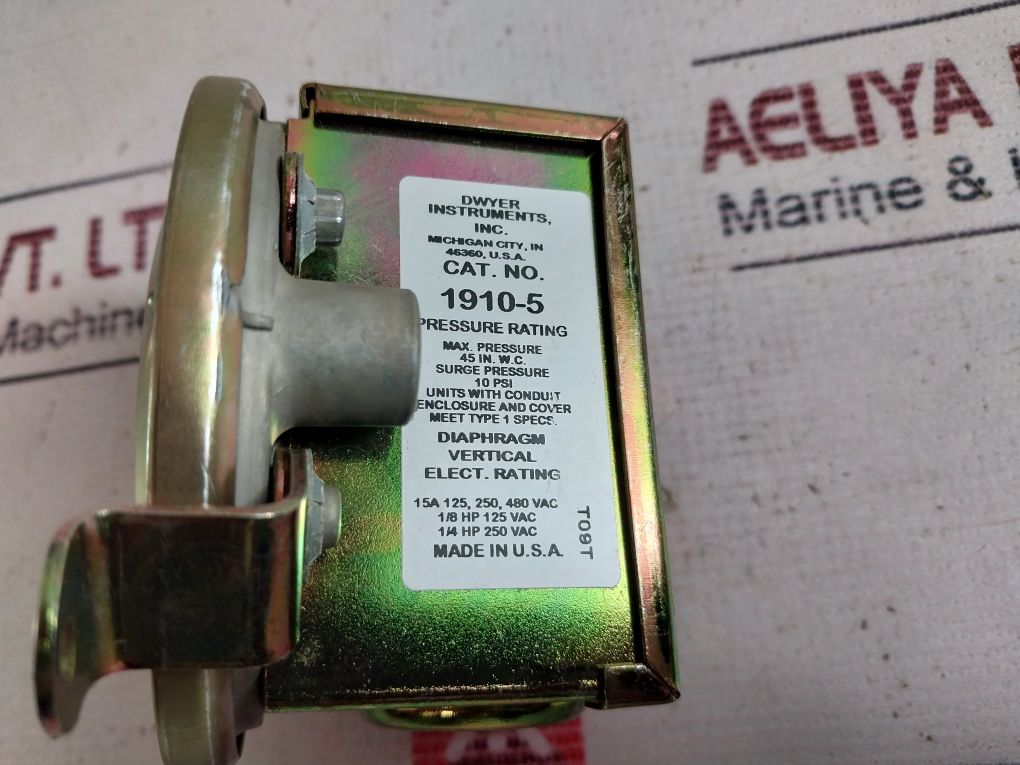 DWYER
INSTRUMENTS,
INC.
MICHIGAN CITY, IN
46360, U.S.A.
CAT. NO.
1910-5
PRESSURE RATING
MAX. PRESSURE
45 IN. W.C.
SURGE PRESSURE
10 PSI
UNITS WITH CONDUIT
ENCLOSURE AND COVER
MEET TYPE 1 SPECS.
DIAPHRAGM
VERTICAL
ELECT. RATING
15A 125, 250, 480 VAC
1/8 HP 125 VAC
1/4 HP 250 VAC
MADE IN U.S.A.
T09T
AELIYA
Marine &
VT. LT
Machine